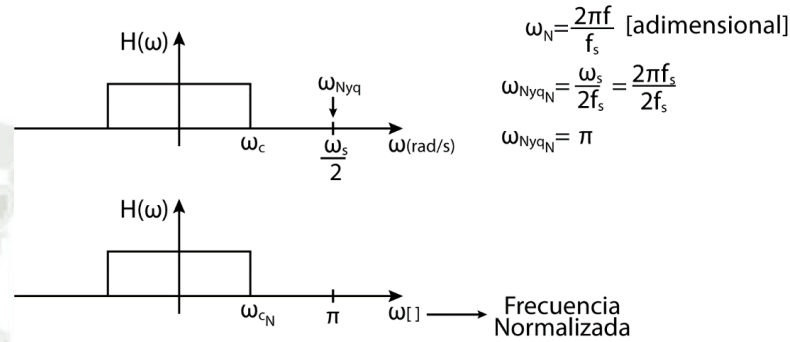 H(ω)
ω_Nyq
ω_c
ω_s/2
ω(rad/s)
ω_N=2πf/f_s [adimensional]
ω_Nyq_N=ω_s/2f_s=2πf_s/2f_s
ω_Nyq_N= π
H(ω)
ω_c_N
π
ω[ ]
Frecuencia
Normalizada